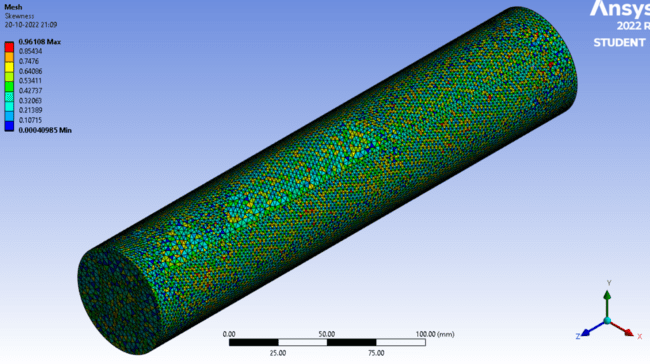 Mesh
Skewness
20-10-2022 21:09
0.96108 Max
0.85434
0.7476
0.64086
0.53411
0.42737
0.32063
0.21389
0.10715
0.00040985 Min
Ansys
2022 R
STUDENT
0.00 50.00 100.00 (mm)
25.00 75.00
Y
Z X